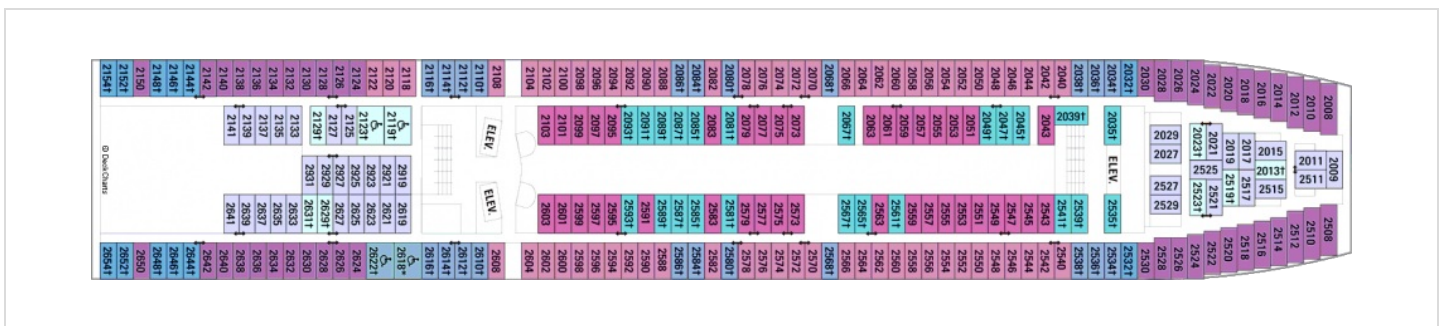 2154† 2152† 2150 2148† 2146† 2144† 2142 2140 2138 2136 2134 2132 2130 2128 2126 2124 2122 2120 2118 2116† 2114† 2112† 2110† 2108 2104 2102 2100 2098 2096 2094 2092 2090 2088 2086† 2084† 2082 2080† 2078 2076 2074 2072 2070 2068† 2066 2064 2062 2060 2058 2056 2054 2052 2050 2048 2046 2044 2042 2040 2038† 2036† 2034† 2032† 2030 2028 2026 2024 2022 2020 2018 2016 2014 2012 2010 2008
2141 2139 2137 2135 2133 2129† 2127 2125 2123† 2119† ELEV. 2103 2101 2099 2097 2095 2093† 2091† 2089† 2087† 2085† 2083 2081† 2079 2077 2075 2073 2067† 2063 2061 2059 2057 2055 2053 2051 2049† 2047† 2045† 2043 2039† 2035†
2029 2023† 2021 2019 2017 2015
2027
© DeckCharts
2931 2929 2927 2925 2923 2921 2919
ELEV.
2525 2013† 2011 2009
2511
2527 2523† 2521 2519† 2517 2515
2529
2641 2639 2637 2635 2633 2631† 2629† 2627 2625 2623 2621 2619 ELEV. 2603 2601 2599 2597 2595 2593† 2591 2589† 2587† 2585† 2583 2581† 2579 2577 2575 2573 2567† 2565† 2563 2561† 2557 2555 2553 2551 2549 2547 2545 2543 2541† 2539† 2535†
2654† 2652† 2650 2648† 2646† 2644† 2642 2640 2638 2636 2634 2632 2630 2628 2626 2624 2622† 2618* 2616† 2614† 2612† 2610† 2608 2604 2602 2600 2598 2596 2594 2592 2590 2588 2586† 2584† 2582 2580† 2578 2576 2574 2572 2570 2568† 2566 2564 2562 2560 2558 2556 2554 2552 2550 2548 2546 2544 2542 2540 2538† 2536† 2534† 2532† 2530 2528 2526 2524 2522 2520 2518 2516 2514 2512 2510 2508